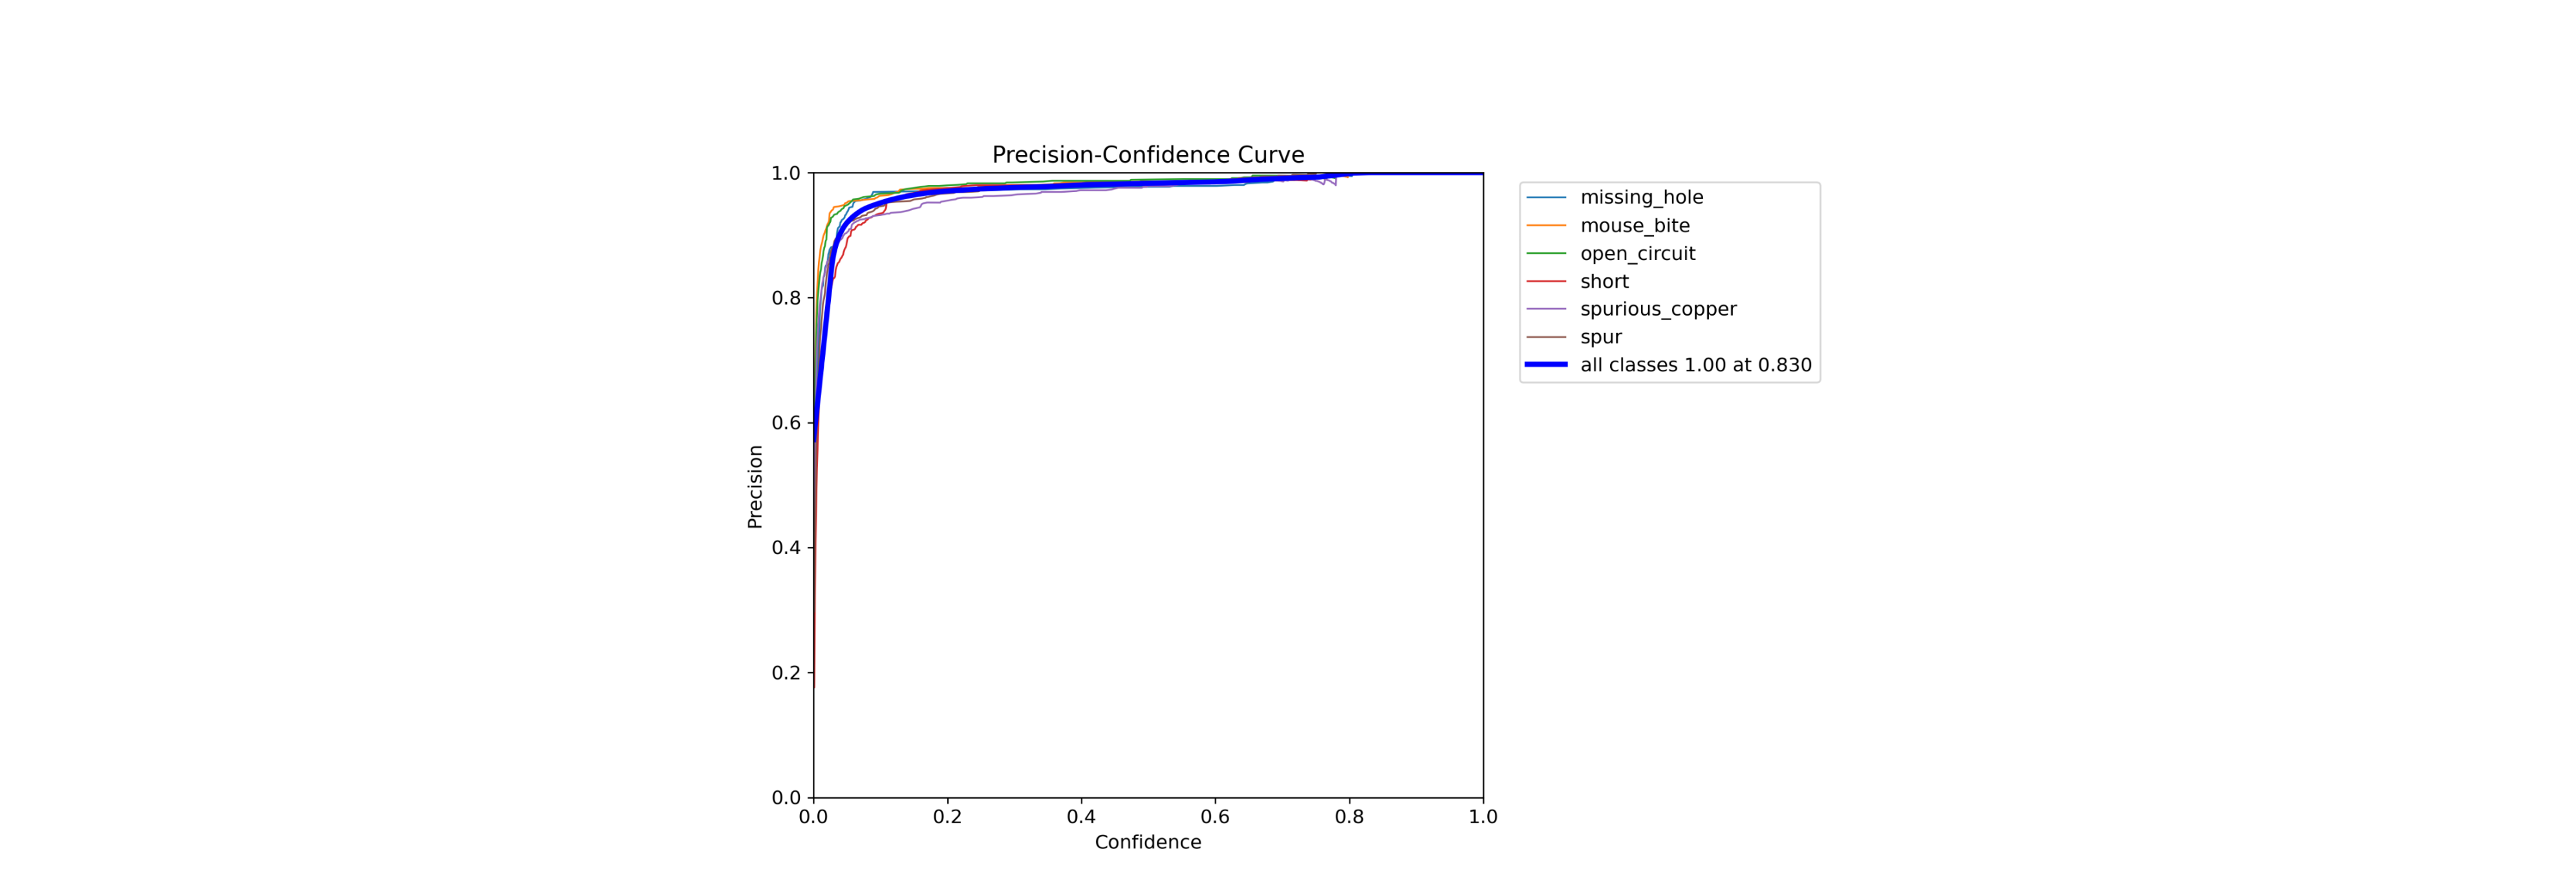 Precision-Confidence Curve
1.0
0.8
0.6
0.4
0.2
0.0
Precision
0.0 0.2 0.4 0.6 0.8 1.0
Confidence
missing_hole
mouse_bite
open_circuit
short
spurious_copper
spur
all classes 1.00 at 0.830